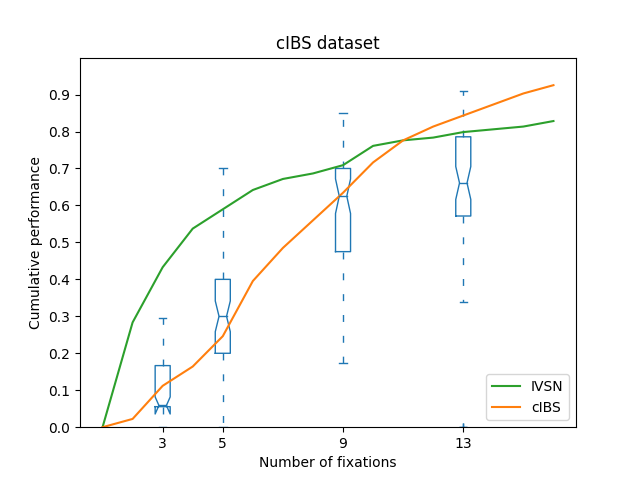 cIBS dataset
Cumulative performance
0.9
0.8
0.7
0.6
0.5
0.4
0.3
0.2
0.1
0.0
IVSN
cIBS
3 5 9 13
Number of fixations